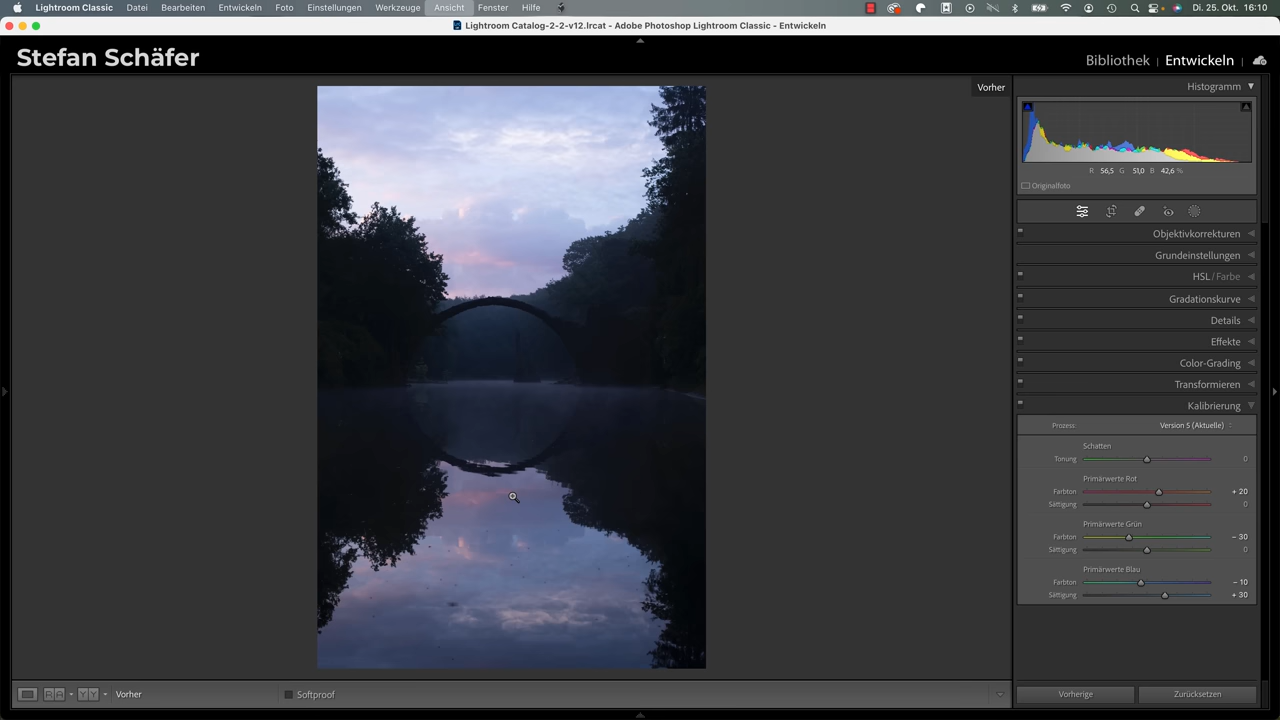 Lightroom Classic Datei Bearbeiten Entwickeln Foto Einstellungen Werkzeuge Ansicht Fenster Hilfe Di. 25. Okt. 16:10
Lightroom Catalog-2-2-v12.lrcat - Adobe Photoshop Lightroom Classic - Entwickeln
Stefan Schäfer
Bibliothek | Entwickeln |
Vorher
Histogramm
R 56,5 G 51,0 B 42,6 %
Originalfoto
Objektivkorrekturen
Grundeinstellungen
HSL / Farbe
Gradationskurve
Details
Effekte
Color-Grading
Transformieren
Kalibrierung
Prozess: Version 5 (Aktuelle)
Schatten
Tonung 0
Primärwerte Rot
Farbton + 20
Sättigung 0
Primärwerte Grün
Farbton – 30
Sättigung 0
Primärwerte Blau
Farbton – 10
Sättigung + 30
RA YY Vorher Softproof
Vorherige Zurücksetzen